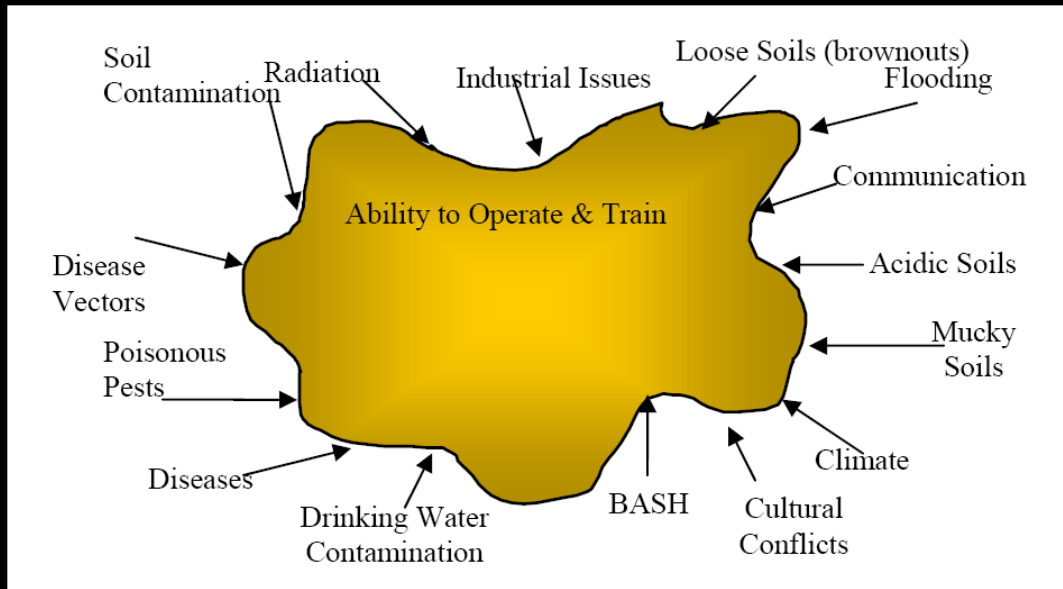 Soil
Contamination
Radiation
Industrial Issues
Loose Soils (brownouts)
Flooding
Communication
Ability to Operate & Train
Acidic Soils
Disease
Vectors
Mucky
Soils
Poisonous
Pests
Climate
Diseases
Drinking Water
Contamination
BASH
Cultural
Conflicts